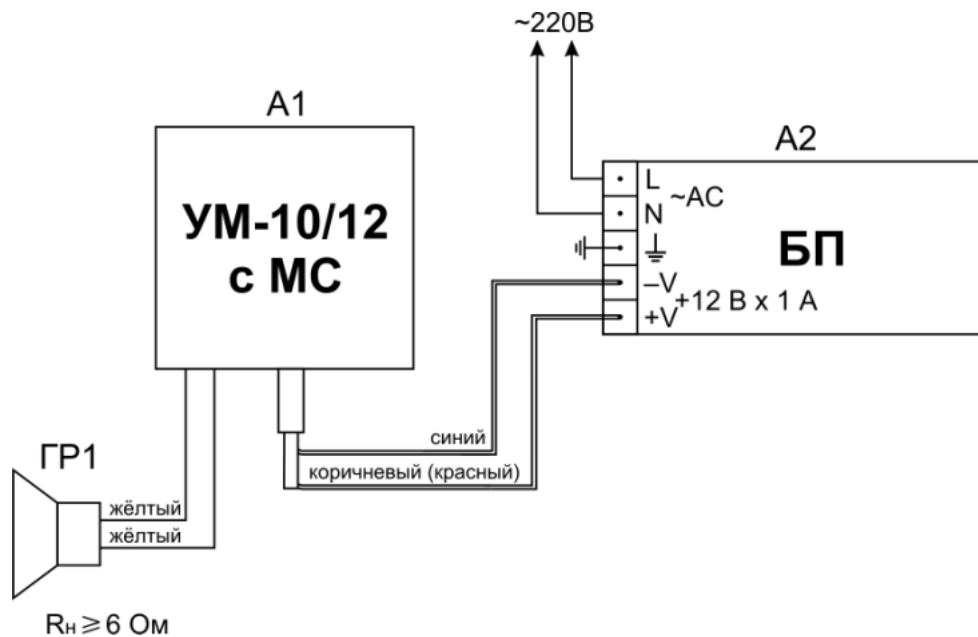 ~220В
А1
А2
УМ-10/12
с МС
L
~АС
N
БП
–V
+12 В х 1 А
+V
синий
коричневый (красный)
ГР1
жёлтый
жёлтый
Rн ⩾ 6 Ом